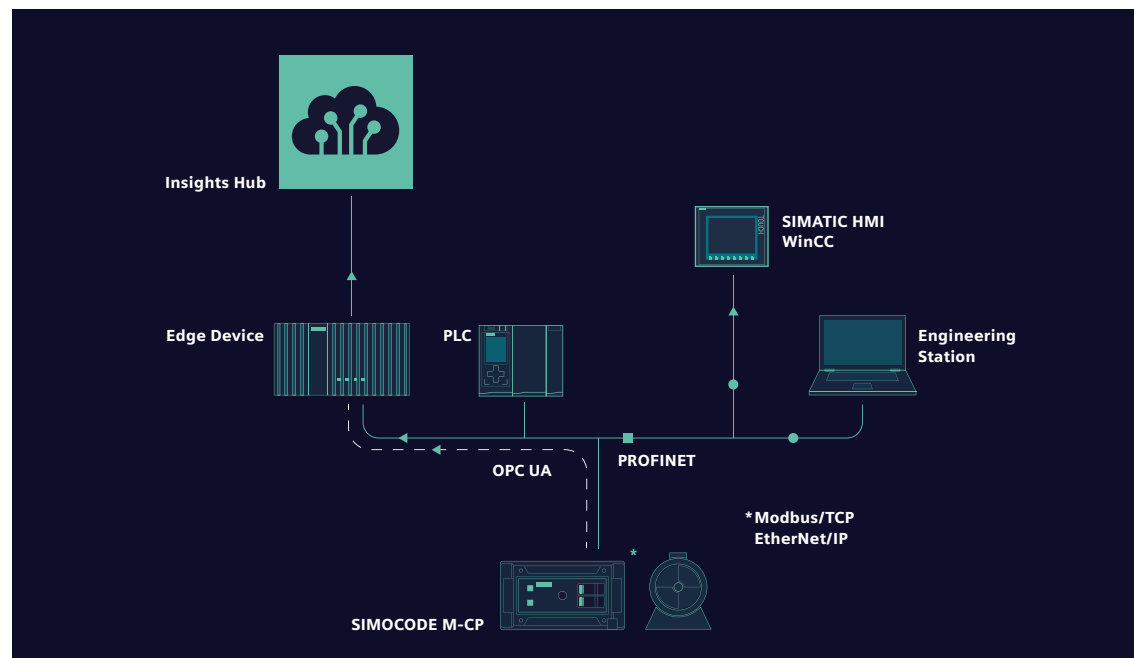 Insights Hub
SIMATIC HMI
WinCC
TOUCH
Edge Device
PLC
Engineering
Station
OPC UA
PROFINET
*Modbus/TCP
EtherNet/IP
*
SIMOCODE M-CP